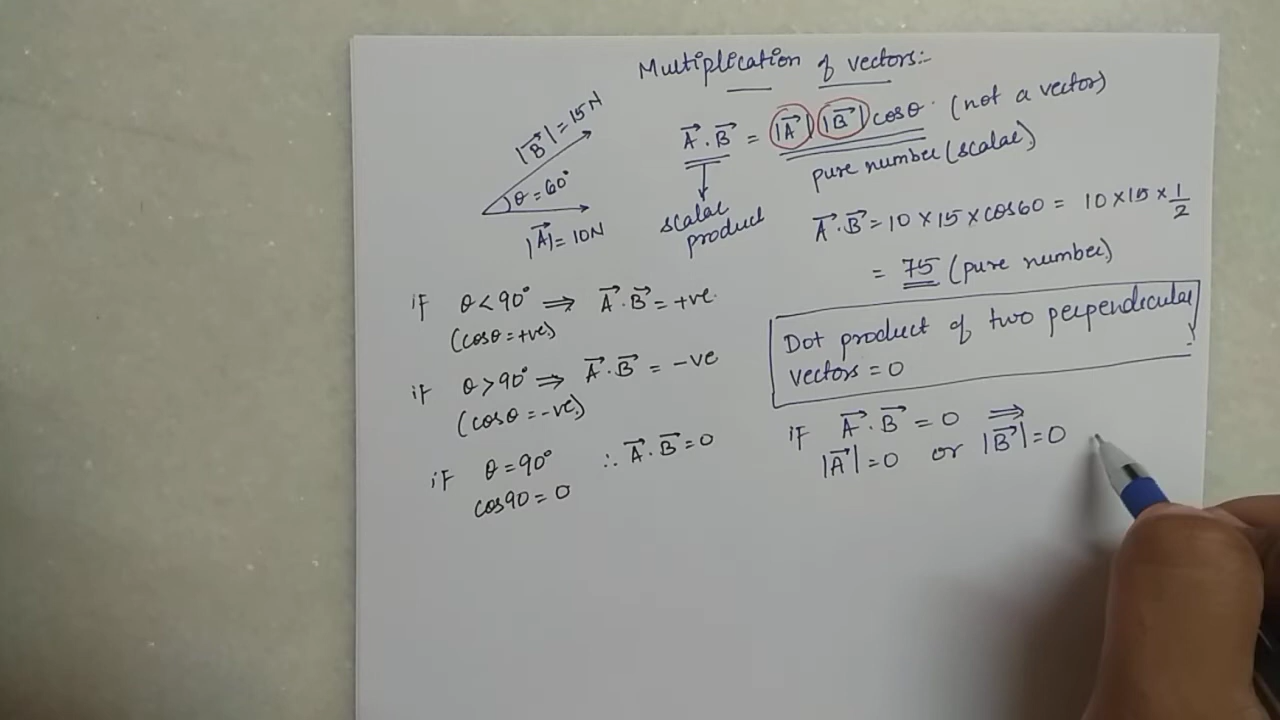 Multiplication of vectors:-
|B⃗| = 15N
θ = 60°
|A⃗| = 10N
A⃗ . B⃗ = |A⃗| |B⃗| cosθ. (not a vector)
pure number (scalar)
scalar
product
A⃗ . B⃗ = 10 × 15 × cos60 = 10 × 15 × 1/2
= 75 (pure number)
if θ < 90° ⇒ A⃗ . B⃗ = +ve.
(cosθ = +ve)
if θ > 90° ⇒ A⃗ . B⃗ = -ve
(cosθ = -ve)
if θ = 90° ∴ A⃗ . B⃗ = 0
cos90 = 0
Dot product of two perpendicular
vectors = 0
if A⃗ . B⃗ = 0 ⇒
|A⃗| = 0 or |B⃗| = 0